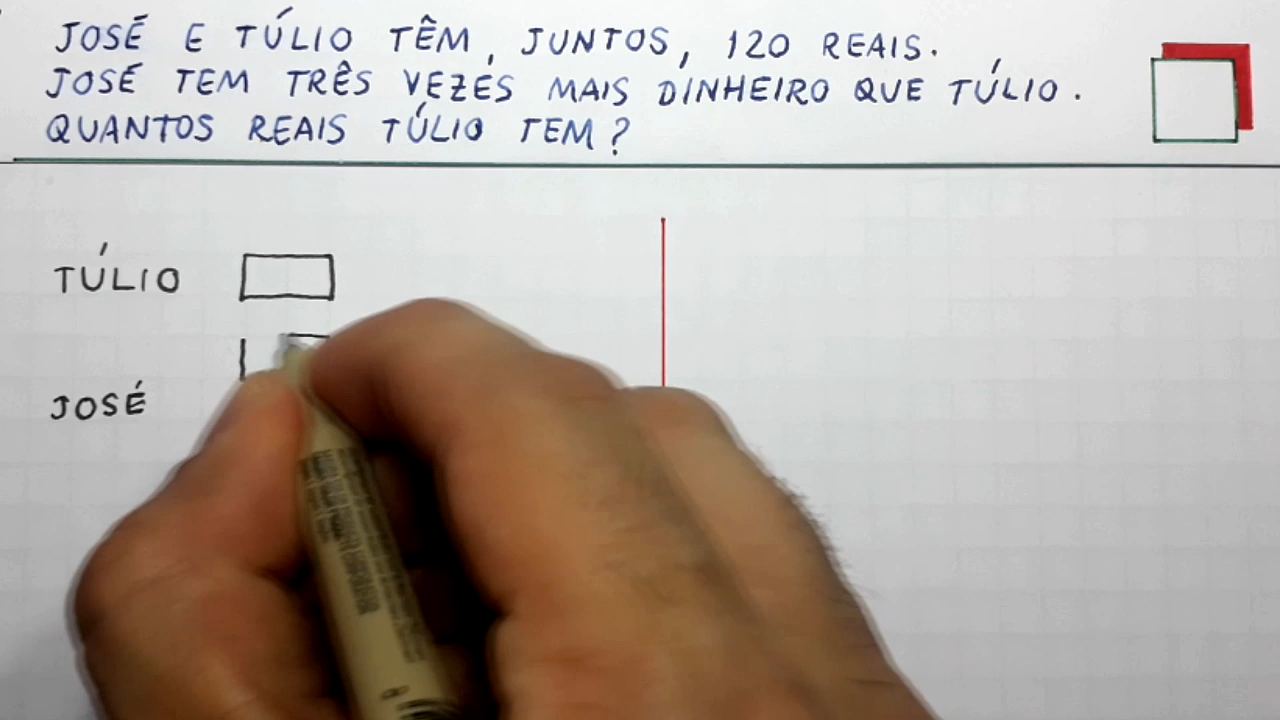 JOSÉ E TÚLIO TÊM, JUNTOS, 120 REAIS.
JOSÉ TEM TRÊS VEZES MAIS DINHEIRO QUE TÚLIO.
QUANTOS REAIS TÚLIO TEM?
TÚLIO
JOSÉ